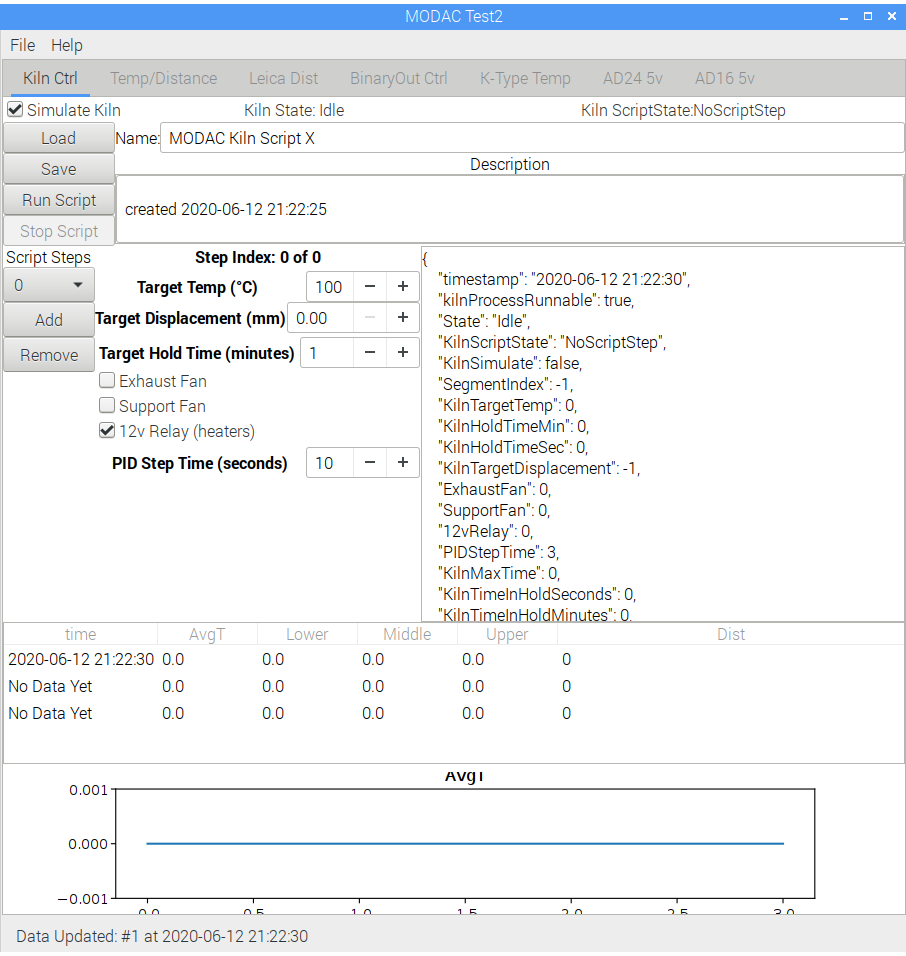 MODAC Test2
File Help
Kiln Ctrl Temp/Distance Leica Dist BinaryOut Ctrl K-Type Temp AD24 5v AD16 5v
Simulate Kiln Kiln State: Idle Kiln ScriptState:NoScriptStep
Load Name: MODAC Kiln Script X
Save Description
Run Script created 2020-06-12 21:22:25
Stop Script
Script Steps Step Index: 0 of 0
0 Target Temp (°C) 100 − +
Add Target Displacement (mm) 0.00 − +
Remove Target Hold Time (minutes) 1 − +
Exhaust Fan
Support Fan
12v Relay (heaters)
PID Step Time (seconds) 10 − +
{
"timestamp": "2020-06-12 21:22:30",
"kilnProcessRunnable": true,
"State": "Idle",
"KilnScriptState": "NoScriptStep",
"KilnSimulate": false,
"SegmentIndex": -1,
"KilnTargetTemp": 0,
"KilnHoldTimeMin": 0,
"KilnHoldTimeSec": 0,
"KilnTargetDisplacement": -1,
"ExhaustFan": 0,
"SupportFan": 0,
"12vRelay": 0,
"PIDStepTime": 3,
"KilnMaxTime": 0,
"KilnTimeInHoldSeconds": 0,
"KilnTimeInHoldMinutes": 0,
time AvgT Lower Middle Upper Dist
2020-06-12 21:22:30 0.0 0.0 0.0 0.0 0
No Data Yet 0.0 0.0 0.0 0.0 0
No Data Yet 0.0 0.0 0.0 0.0 0
AvgT
0.001
0.000
−0.001
0.0 0.5 1.0 1.5 2.0 2.5 3.0
Data Updated: #1 at 2020-06-12 21:22:30